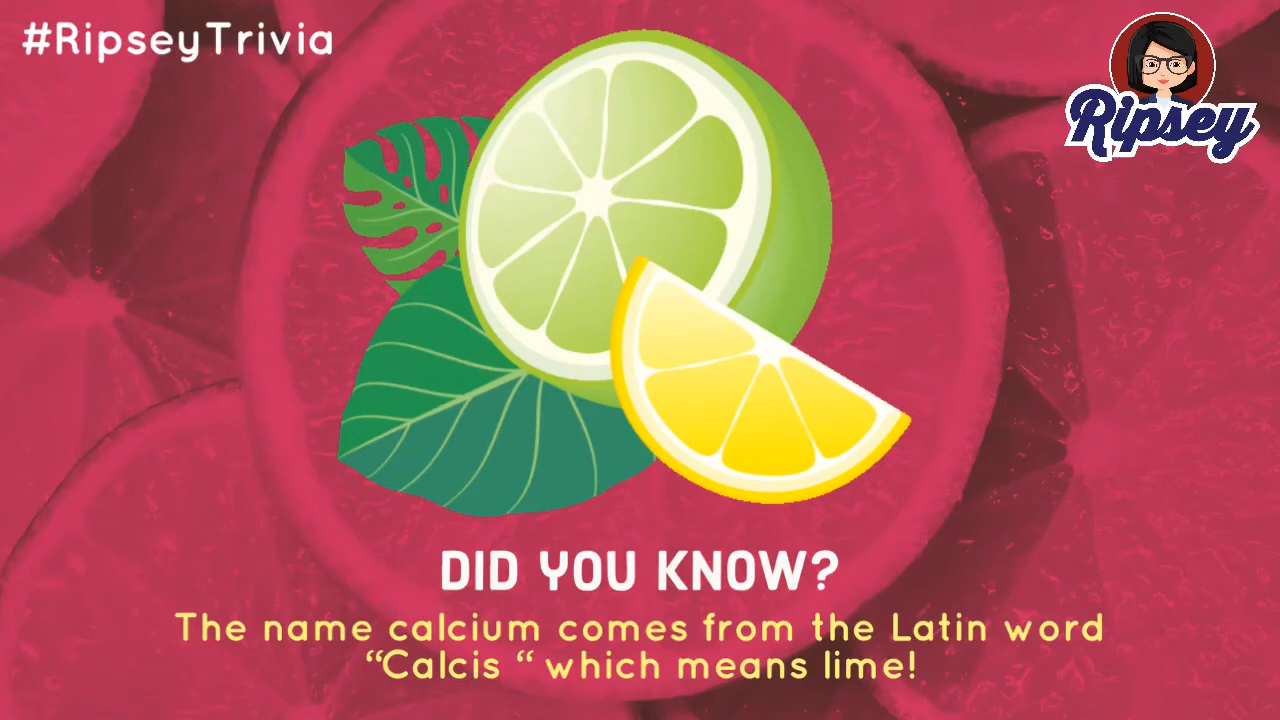 #RipseyTrivia
Ripsey
DID YOU KNOW?
The name calcium comes from the Latin word
“Calcis “ which means lime!